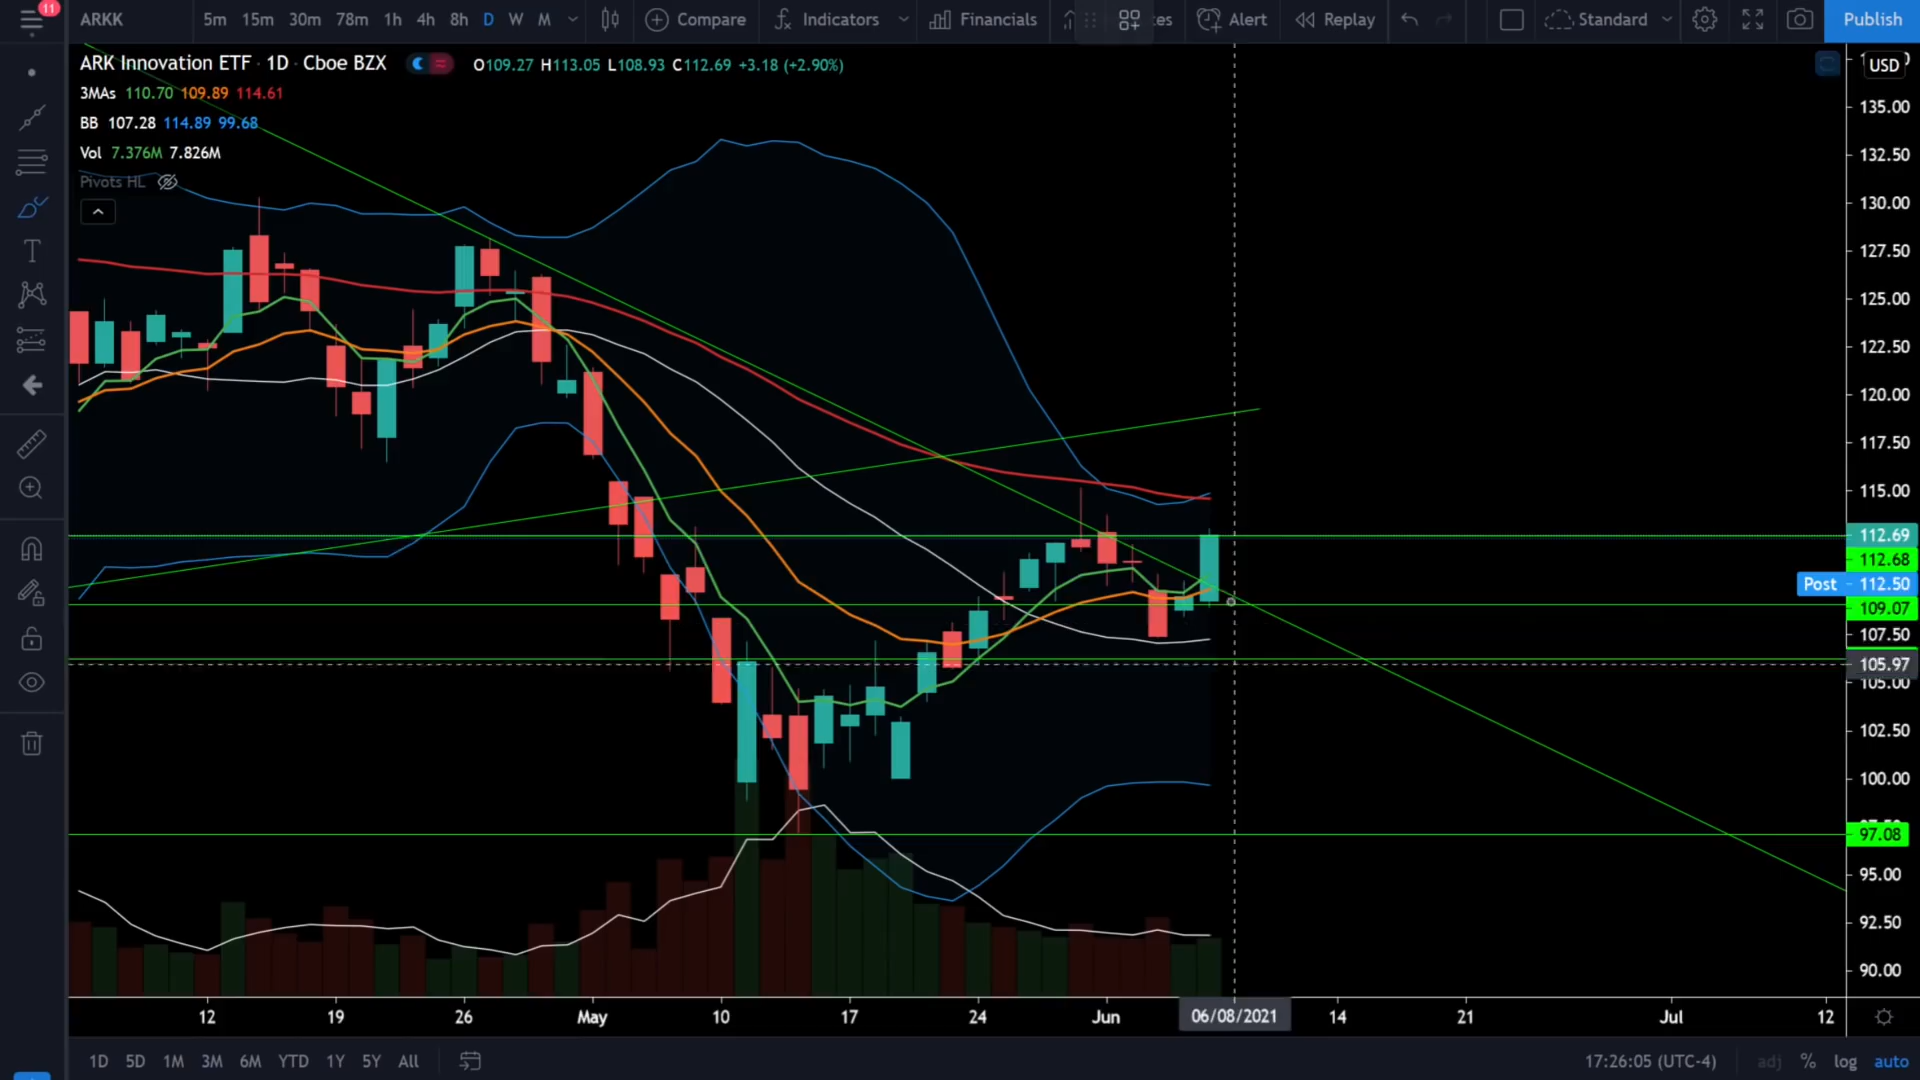 11
ARKK 5m 15m 30m 78m 1h 4h 8h D W M Compare Indicators Financials es Alert Replay Standard Publish
ARK Innovation ETF · 1D · Cboe BZX O109.27 H113.05 L108.93 C112.69 +3.18 (+2.90%)
3MAs 110.70 109.89 114.61
BB 107.28 114.89 99.68
Vol 7.376M 7.826M
Pivots HL
USD
135.00
132.50
130.00
127.50
125.00
122.50
120.00
117.50
115.00
112.69
112.68
Post 112.50
109.07
107.50
105.97
105.00
102.50
100.00
97.08
95.00
92.50
90.00
12 19 26 May 10 17 24 Jun 06/08/2021 14 21 Jul 12
1D 5D 1M 3M 6M YTD 1Y 5Y All 17:26:05 (UTC-4) adj % log auto